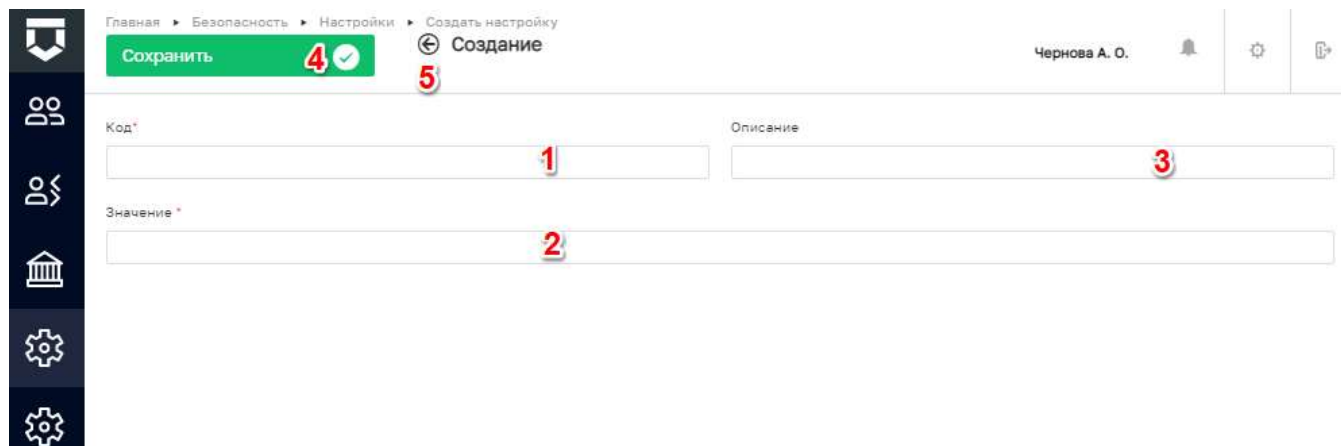 Главная ▸ Безопасность ▸ Настройки ▸ Создать настройку
Сохранить 4
Создание
5
Чернова А. О.
Код*
1
Описание
3
Значение *
2